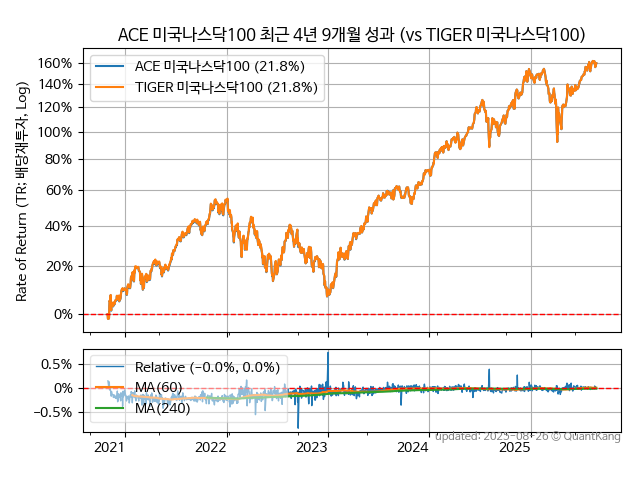 ACE 미국나스닥100 최근 4년 9개월 성과 (vs TIGER 미국나스닥100)
Rate of Return (TR: 배당재투자, Log)
160%
140%
120%
100%
80%
60%
40%
20%
0%
ACE 미국나스닥100 (21.8%)
TIGER 미국나스닥100 (21.8%)
0.5%
0%
−0.5%
Relative (−0.0%, 0.0%)
MA(60)
MA(240)
2021
2022
2023
2024
2025
updated: 2025-08-26 © QuantKang